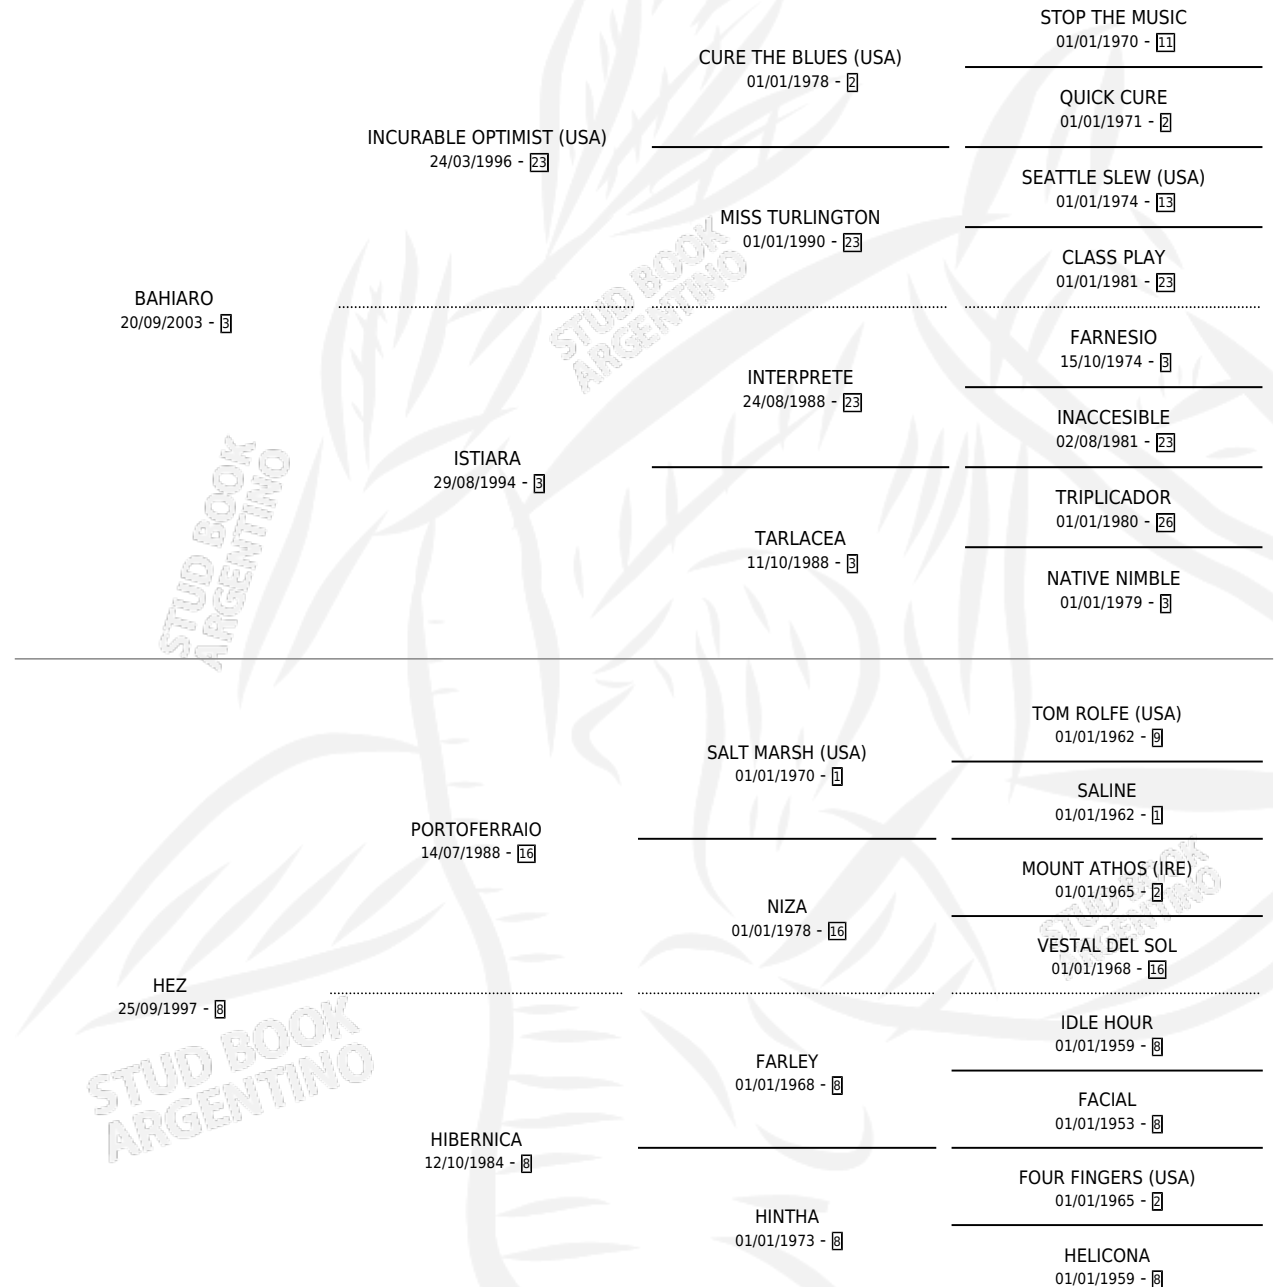 STOP THE MUSIC
01/01/1970 - 11
CURE THE BLUES (USA)
01/01/1978 - 2
QUICK CURE
01/01/1971 - 2
INCURABLE OPTIMIST (USA)
24/03/1996 - 23
SEATTLE SLEW (USA)
01/01/1974 - 13
MISS TURLINGTON
01/01/1990 - 23
CLASS PLAY
01/01/1981 - 23
BAHIARO
20/09/2003 - 3
FARNESIO
15/10/1974 - 3
INTERPRETE
24/08/1988 - 23
INACCESIBLE
02/08/1981 - 23
ISTIARA
29/08/1994 - 3
TRIPLICADOR
01/01/1980 - 26
TARLACEA
11/10/1988 - 3
NATIVE NIMBLE
01/01/1979 - 3
STUD BOOK
ARGENTINO
STUD BOOK
ARGENTINO
TOM ROLFE (USA)
01/01/1962 - 9
SALT MARSH (USA)
01/01/1970 - 1
SALINE
01/01/1962 - 1
PORTOFERRAIO
14/07/1988 - 16
MOUNT ATHOS (IRE)
01/01/1965 - 2
NIZA
01/01/1978 - 16
VESTAL DEL SOL
01/01/1968 - 16
HEZ
25/09/1997 - 8
IDLE HOUR
01/01/1959 - 8
FARLEY
01/01/1968 - 8
FACIAL
01/01/1953 - 8
HIBERNICA
12/10/1984 - 8
FOUR FINGERS (USA)
01/01/1965 - 2
HINTHA
01/01/1973 - 8
HELICONA
01/01/1959 - 8
STUD BOOK
ARGENTINO
STUD BOOK
ARGENTINO